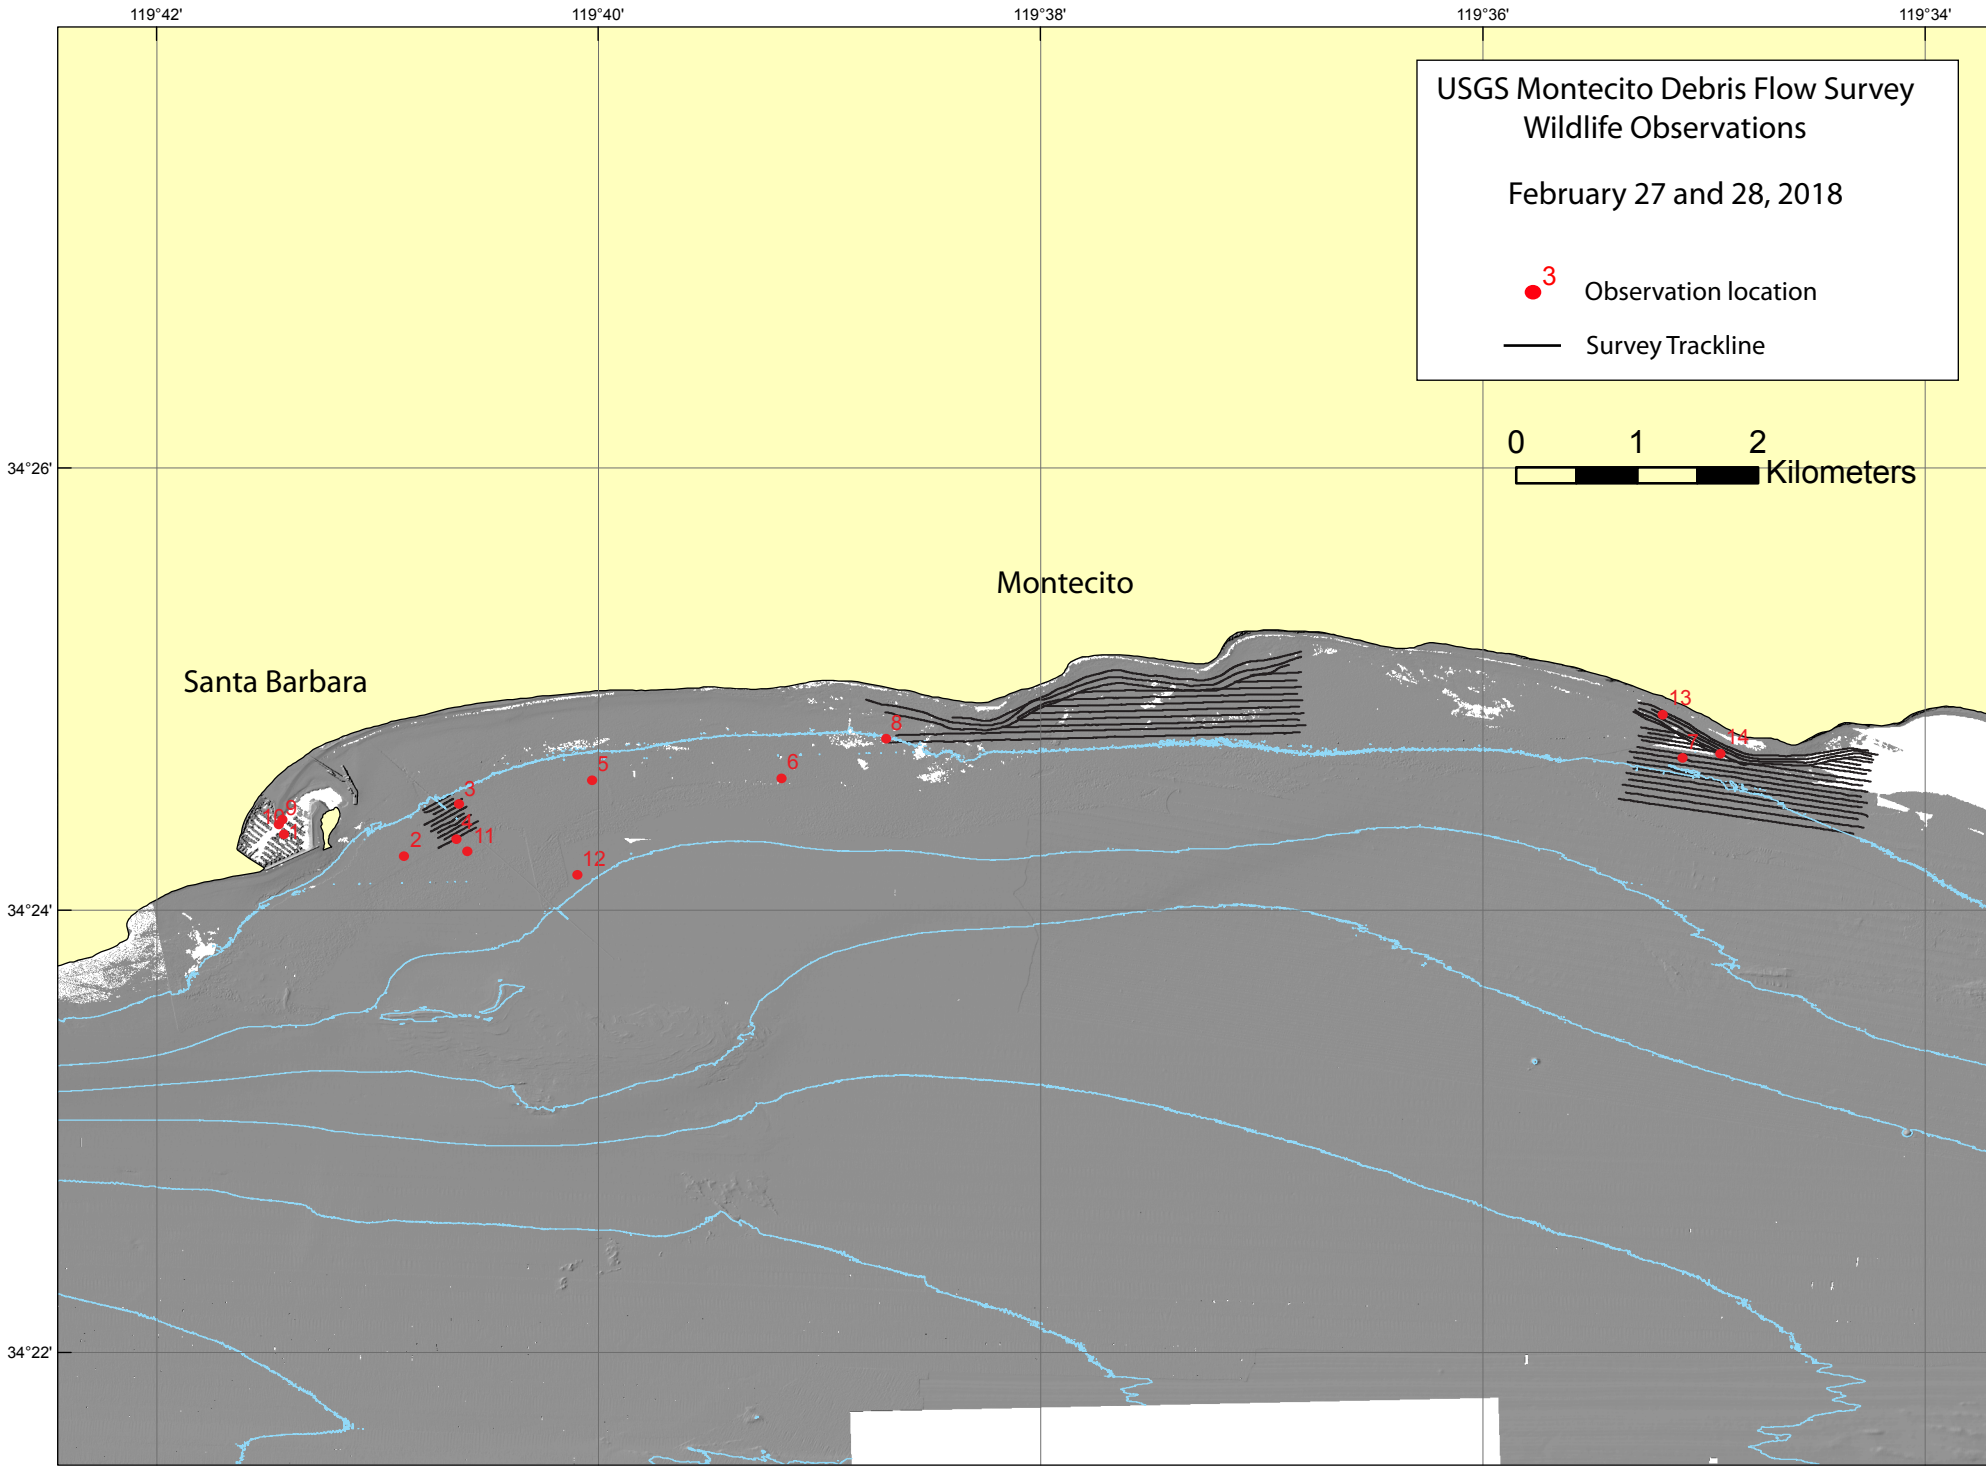 119°42' 119°40' 119°38' 119°36' 119°34'
USGS Montecito Debris Flow Survey
Wildlife Observations
February 27 and 28, 2018
3
Observation location
Survey Trackline
0 1 2
Kilometers
34°26'
Montecito
Santa Barbara
13
8
7
14
6
5
3
9
10
1
4
11
2
12
34°24'
34°22'